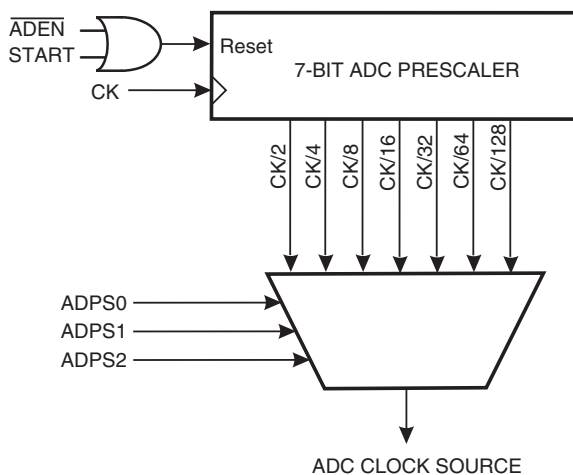 ADEN
START
Reset
7-BIT ADC PRESCALER
CK
CK/2
CK/4
CK/8
CK/16
CK/32
CK/64
CK/128
ADPS0
ADPS1
ADPS2
ADC CLOCK SOURCE